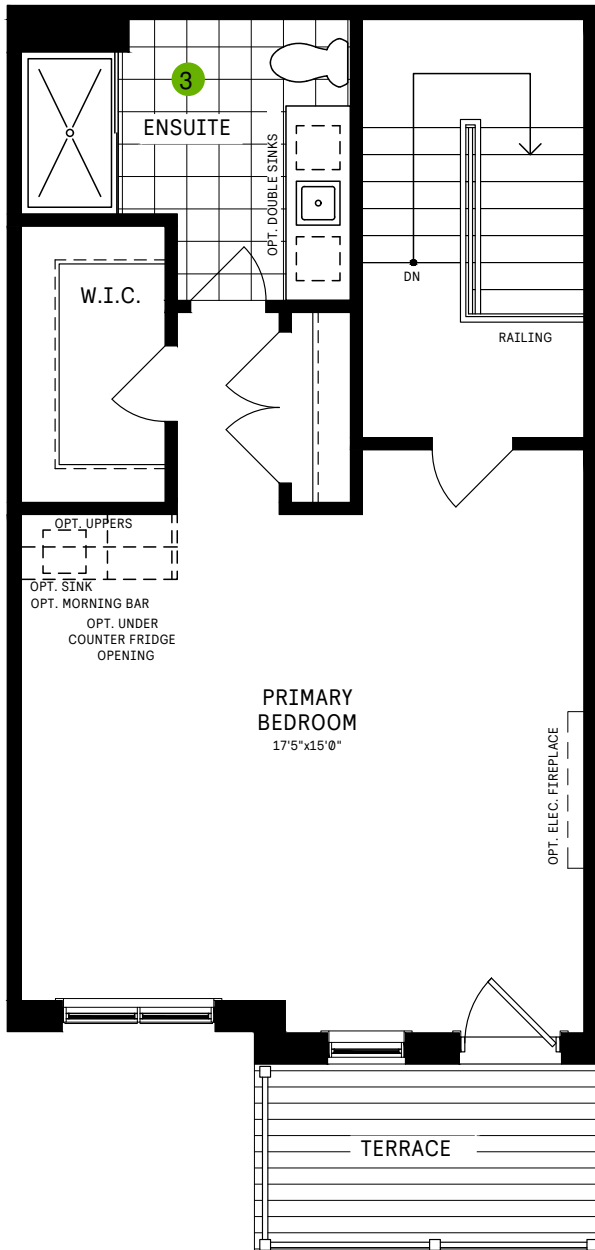 3
ENSUITE
OPT. DOUBLE SINKS
W.I.C.
DN
RAILING
OPT. UPPERS
OPT. SINK
OPT. MORNING BAR
OPT. UNDER
COUNTER FRIDGE
OPENING
PRIMARY
BEDROOM
17'5"x15'0"
OPT. ELEC. FIREPLACE
TERRACE